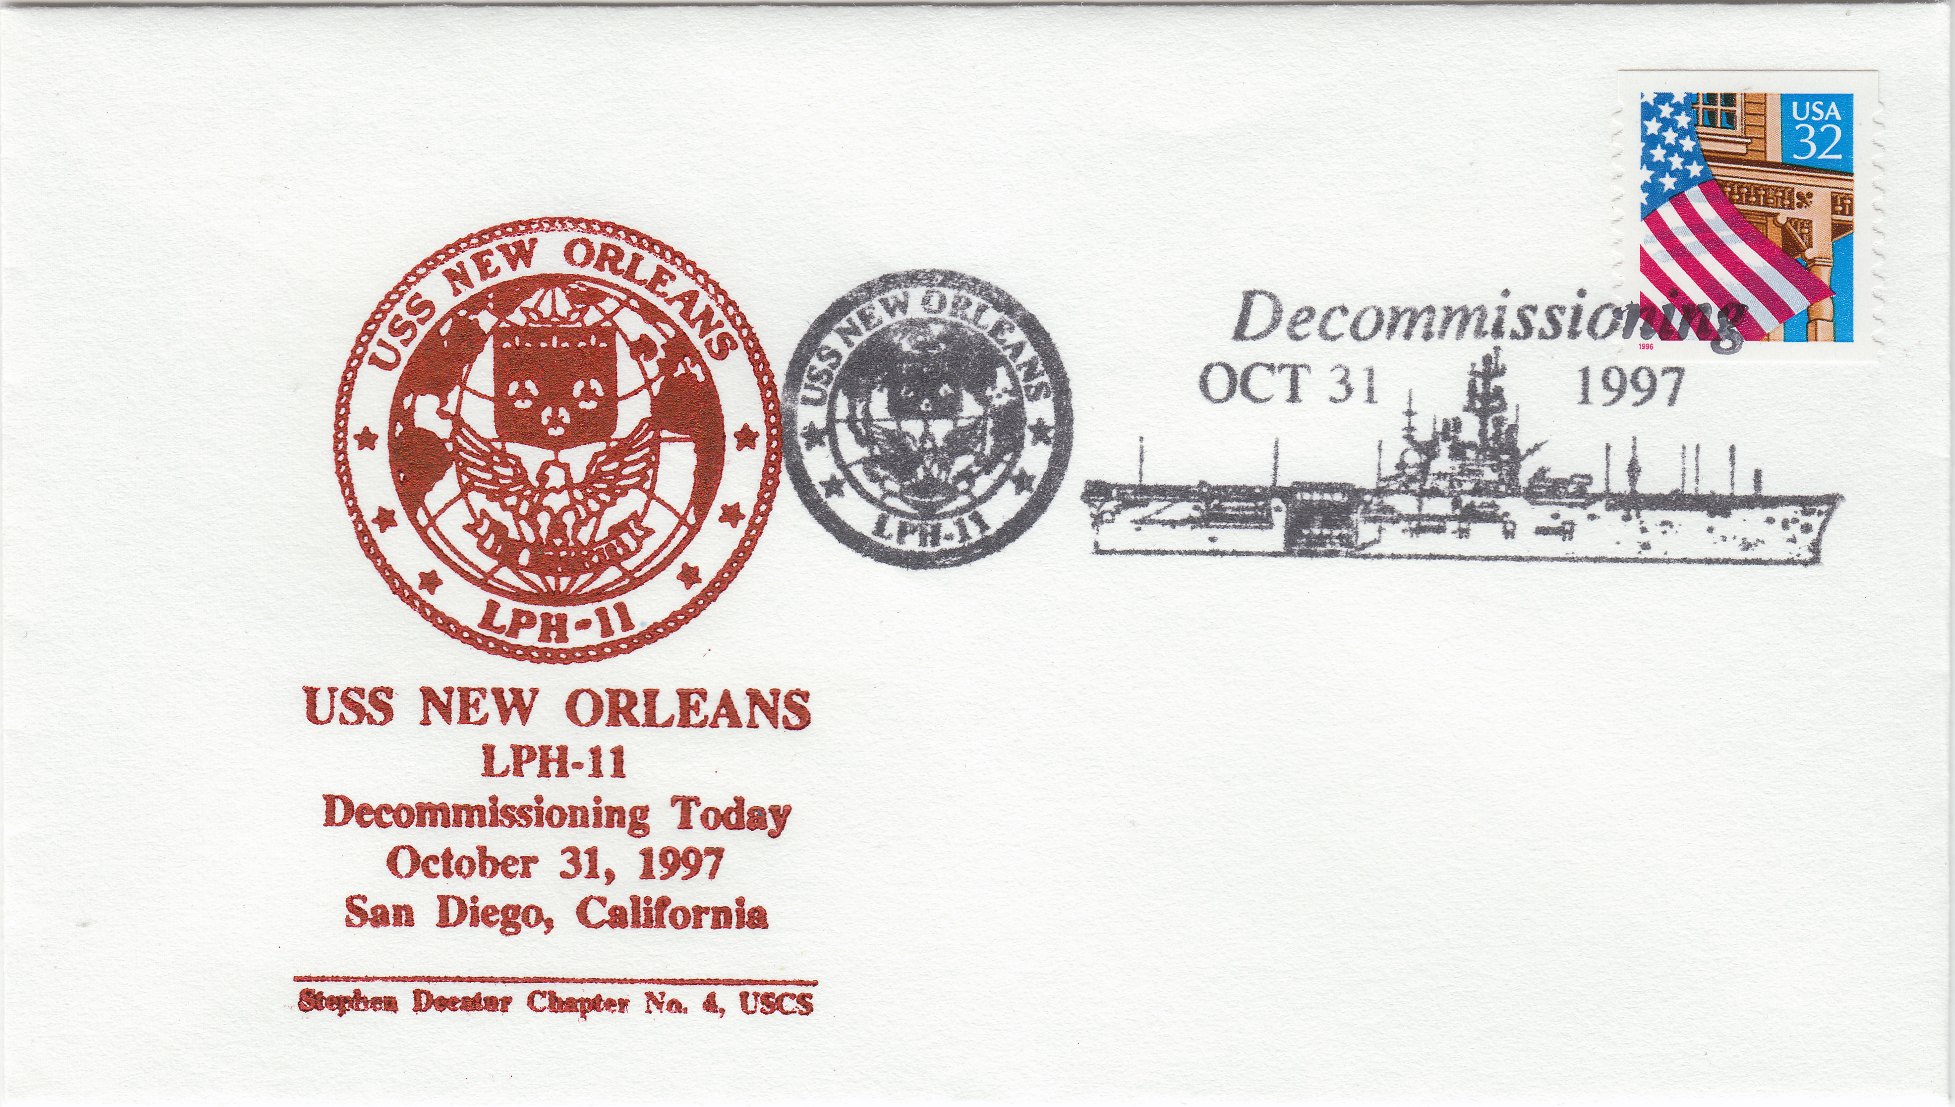 USS NEW ORLEANS
LPH-11
USS NEW ORLEANS
LPH-11
Decommissioning
OCT 31 1997
USA
32
1996
USS NEW ORLEANS
LPH-11
Decommissioning Today
October 31, 1997
San Diego, California
Stephen Decatur Chapter No. 4, USCS